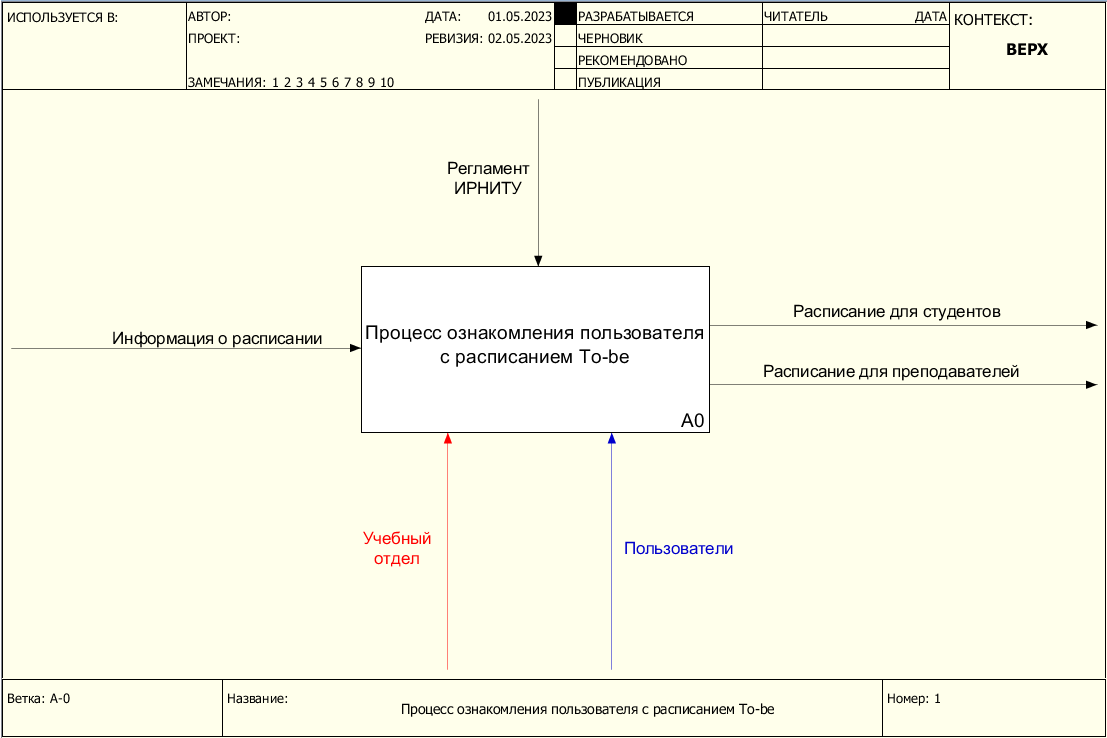 ИСПОЛЬЗУЕТСЯ В:
АВТОР:
ДАТА: 01.05.2023
ПРОЕКТ:
РЕВИЗИЯ: 02.05.2023
ЗАМЕЧАНИЯ: 1 2 3 4 5 6 7 8 9 10
РАЗРАБАТЫВАЕТСЯ
ЧЕРНОВИК
РЕКОМЕНДОВАНО
ПУБЛИКАЦИЯ
ЧИТАТЕЛЬ
ДАТА
КОНТЕКСТ:
ВЕРХ
Регламент
ИРНИТУ
Информация о расписании
Процесс ознакомления пользователя
с расписанием To-be
A0
Расписание для студентов
Расписание для преподавателей
Учебный
отдел
Пользователи
Ветка: A-0
Название:
Процесс ознакомления пользователя с расписанием To-be
Номер: 1